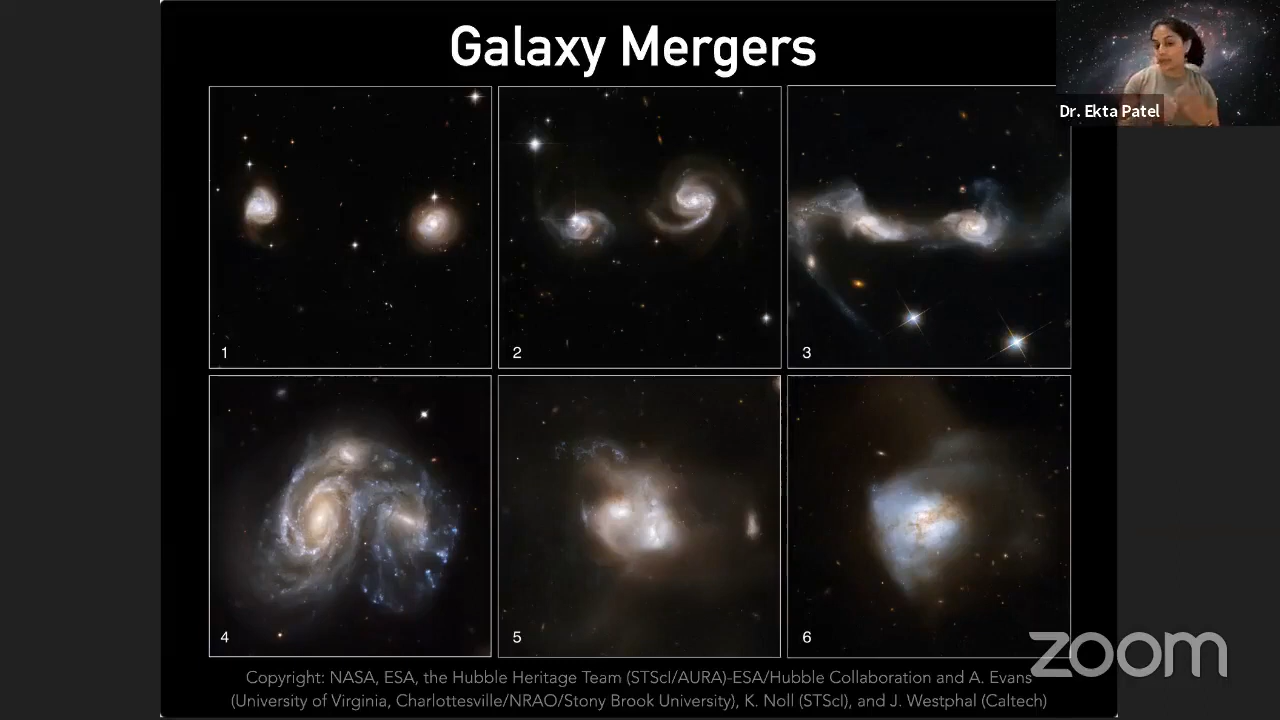 Galaxy Mergers
Dr. Ekta Patel
1
2
3
4
5
6
zoom
Copyright: NASA, ESA, the Hubble Heritage Team (STScI/AURA)-ESA/Hubble Collaboration and A. Evans
(University of Virginia, Charlottesville/NRAO/Stony Brook University), K. Noll (STScI), and J. Westphal (Caltech)